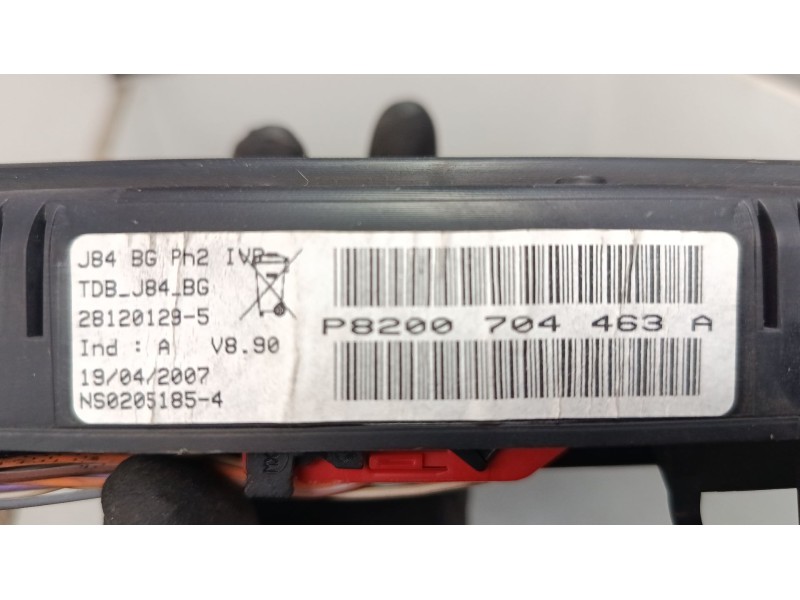 J84 BG Ph2 IVP
TDB_J84_BG
28120129-5
Ind : A V8.90
19/04/2007
NS0205185-4
P8200 704 463 A